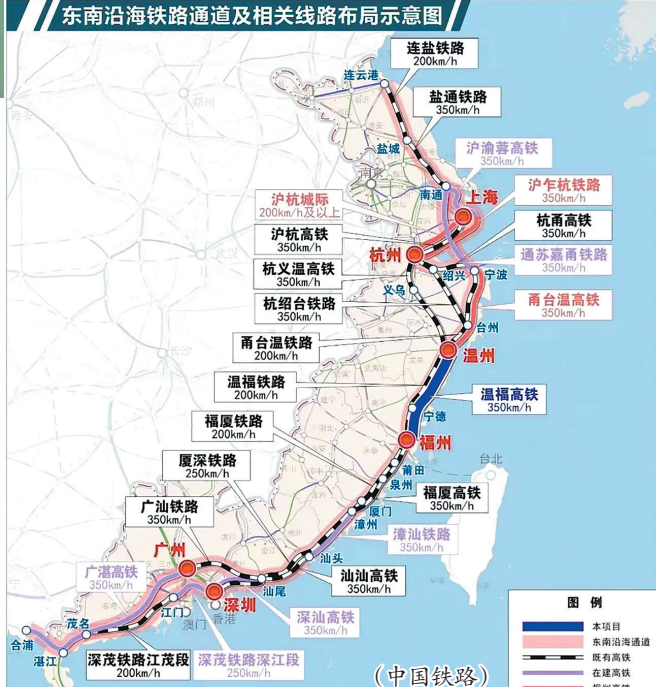 东南沿海铁路通道及相关线路布局示意图
连盐铁路
200km/h
连云港
盐通铁路
350km/h
郑州
盐城
沪渝蓉高铁
350km/h
南京
南通
上海
沪杭城际
200km/h及以上
沪乍杭铁路
350km/h
沪杭高铁
350km/h
杭甬高铁
350km/h
杭州
武汉
通苏嘉甬铁路
350km/h
杭义温高铁
350km/h
绍兴
宁波
义乌
杭绍台铁路
350km/h
甬台温高铁
350km/h
台州
甬台温铁路
200km/h
长沙
温州
温福铁路
200km/h
温福高铁
350km/h
宁德
福厦铁路
200km/h
福州
厦深铁路
250km/h
台北
莆田
泉州
福厦高铁
350km/h
广汕铁路
350km/h
厦门
漳州
漳汕铁路
350km/h
广州
汕头
广湛高铁
350km/h
汕汕高铁
350km/h
汕尾
深圳
江门
香港
澳门
深汕高铁
350km/h
茂名
合浦
湛江
深茂铁路江茂段
200km/h
深茂铁路深江段
250km/h
(中国铁路)
图 例
本项目
东南沿海通道
既有高铁
在建高铁